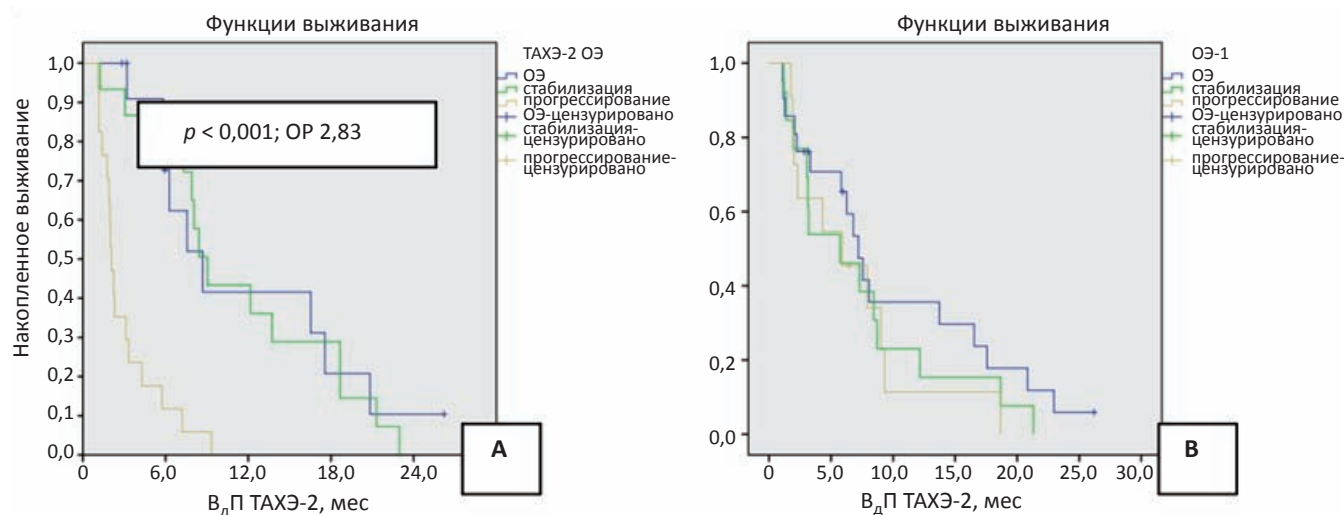 Функции выживания
Накопленное выживание
1,0
0,9
0,8
0,7
0,6
0,5
0,4
0,3
0,2
0,1
0,0
p < 0,001; ОР 2,83
0
6,0
12,0
18,0
24,0
A
ВдП ТАХЭ-2, мес
ТАХЭ-2 ОЭ
ОЭ
стабилизация
прогрессирование
ОЭ-цензурировано
стабилизация-
цензурировано
прогрессирование-
цензурировано
Функции выживания
1,0
0,8
0,6
0,4
0,2
0,0
0
5,0
10,0
15,0
20,0
25,0
30,0
B
ВдП ТАХЭ-2, мес
ОЭ-1
ОЭ
стабилизация
прогрессирование
ОЭ-цензурировано
стабилизация-
цензурировано
прогрессирование-
цензурировано